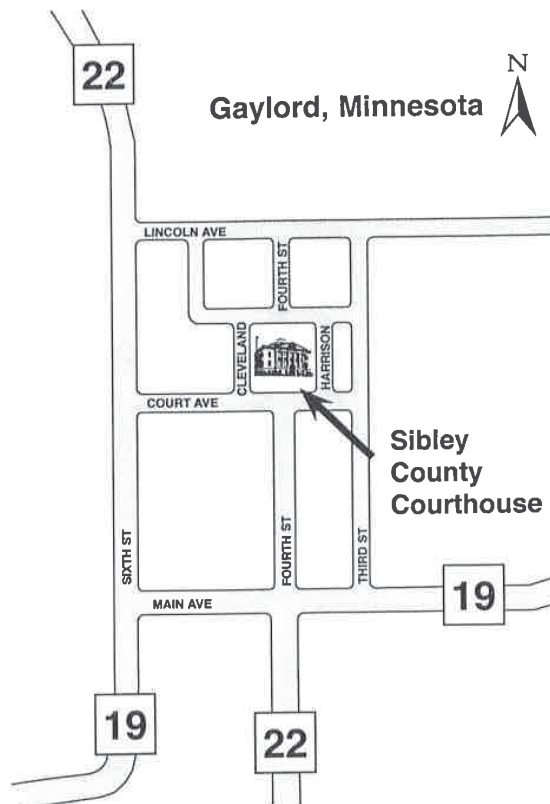 22
N
Gaylord, Minnesota
LINCOLN AVE
FOURTH ST
CLEVELAND
HARRISON
COURT AVE
Sibley
County
Courthouse
SIXTH ST
FOURTH ST
THIRD ST
19
MAIN AVE
19
22